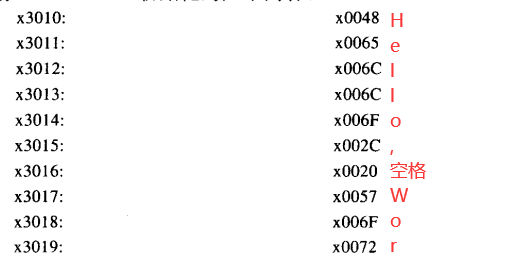 x3010: x0048 H
x3011: x0065 e
x3012: x006C l
x3013: x006C l
x3014: x006F o
x3015: x002C ,
x3016: x0020 空格
x3017: x0057 W
x3018: x006F o
x3019: x0072 r